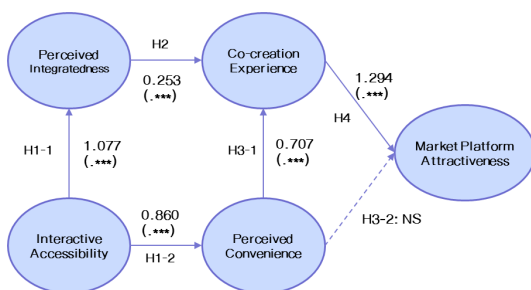 H2
Perceived
Integratedness
Co-creation
Experience
0.253
(.***)
1.294
(.***)
H4
H1-1
1.077
(.***)
H3-1
0.707
(.***)
Market Platform
Attractiveness
0.860
(.***)
H3-2: NS
Interactive
Accessibility
H1-2
Perceived
Convenience